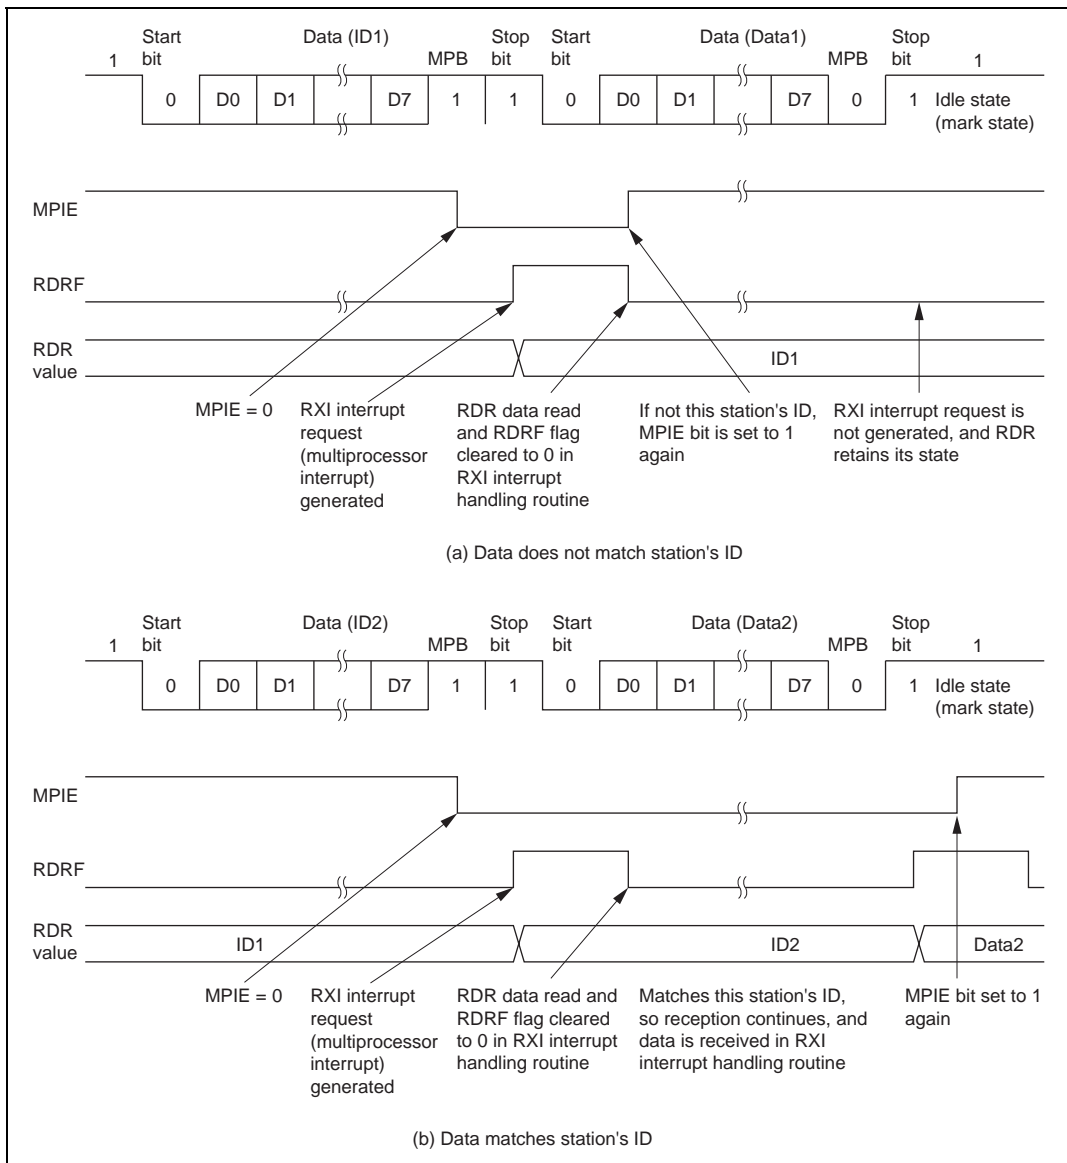 Start bit Data (ID1) MPB Stop bit Start bit Data (Data1) MPB Stop bit
1 0 D0 D1 D7 1 1 0 D0 D1 D7 0 1 1
Idle state
(mark state)
MPIE
RDRF
RDR
value
ID1
MPIE = 0
RXI interrupt
request
(multiprocessor
interrupt)
generated
RDR data read
and RDRF flag
cleared to 0 in
RXI interrupt
handling routine
If not this station's ID,
MPIE bit is set to 1
again
RXI interrupt request is
not generated, and RDR
retains its state
(a) Data does not match station's ID
Start bit Data (ID2) MPB Stop bit Start bit Data (Data2) MPB Stop bit
1 0 D0 D1 D7 1 1 0 D0 D1 D7 0 1 1
Idle state
(mark state)
MPIE
RDRF
RDR
value
ID1 ID2 Data2
MPIE = 0
RXI interrupt
request
(multiprocessor
interrupt)
generated
RDR data read and
RDRF flag cleared
to 0 in RXI interrupt
handling routine
Matches this station's ID,
so reception continues, and
data is received in RXI
interrupt handling routine
MPIE bit set to 1
again
(b) Data matches station's ID